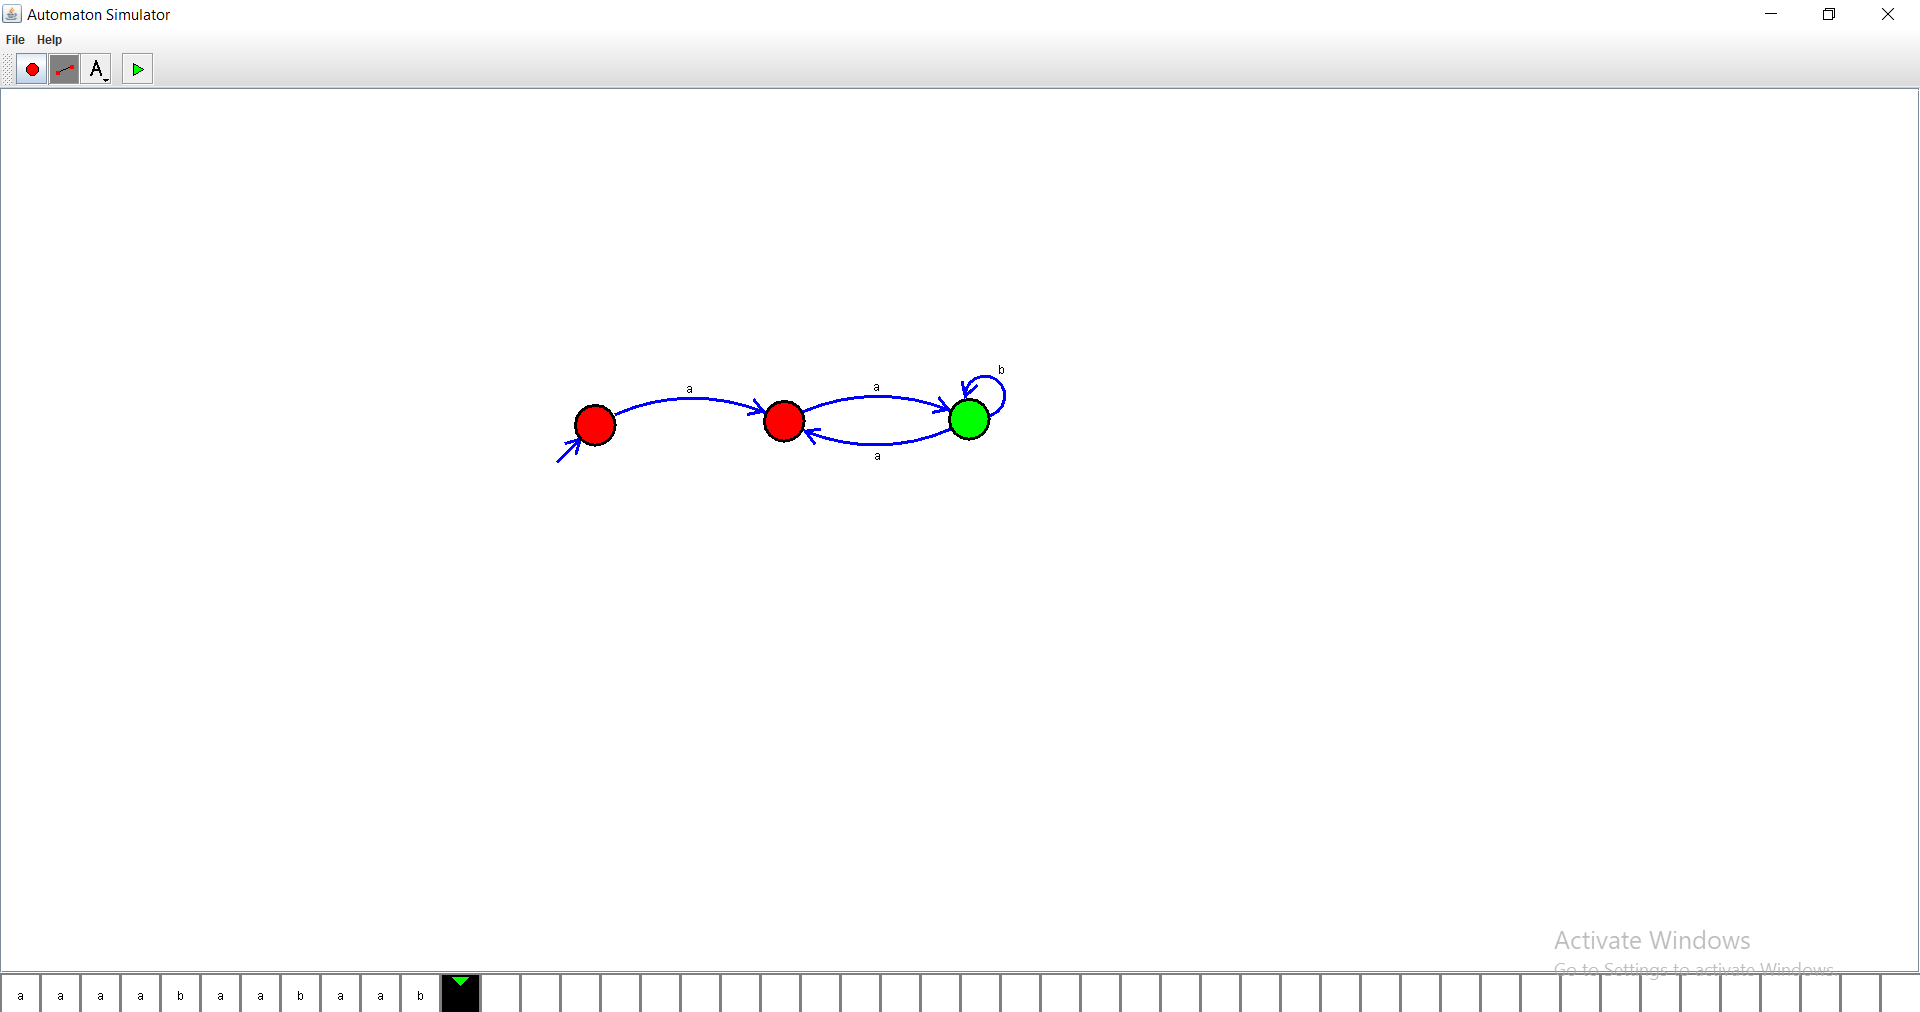 Automaton Simulator
File Help
A
b
a
a
a
Activate Windows
Go to Settings to activate Windows.
a a a a b a a b a a b